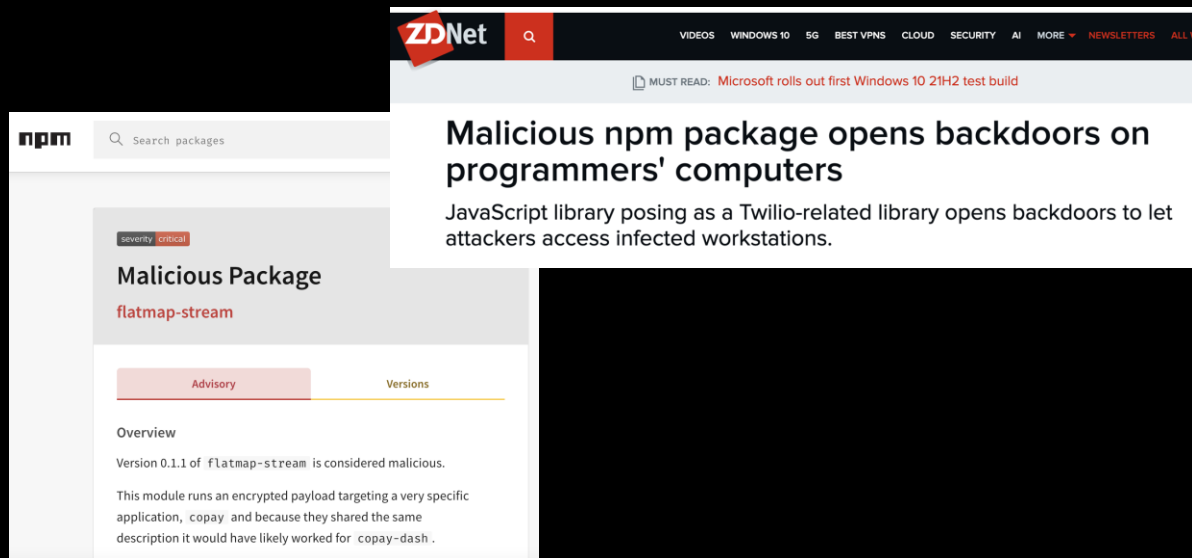 ZDNet
VIDEOS WINDOWS 10 5G BEST VPNS CLOUD SECURITY AI MORE NEWSLETTERS ALL
MUST READ: Microsoft rolls out first Windows 10 21H2 test build
Malicious npm package opens backdoors on
programmers' computers
JavaScript library posing as a Twilio-related library opens backdoors to let
attackers access infected workstations.
npm
Search packages
severity critical
Malicious Package
flatmap-stream
Advisory Versions
Overview
Version 0.1.1 of flatmap-stream is considered malicious.
This module runs an encrypted payload targeting a very specific
application, copay and because they shared the same
description it would have likely worked for copay-dash .